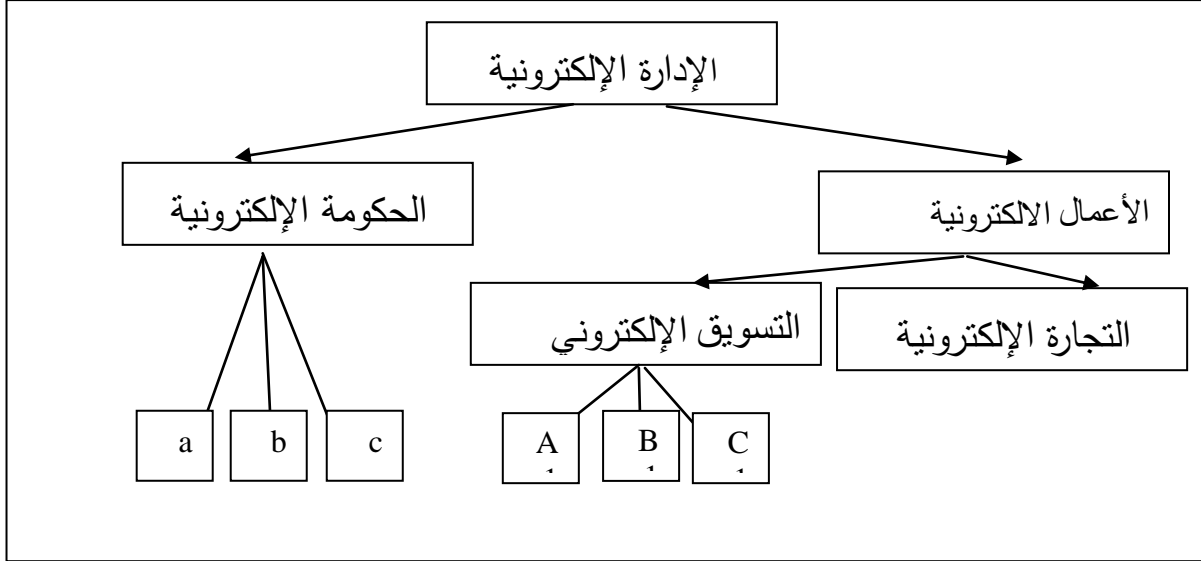 الإدارة الإلكترونية
الأعمال الالكترونية
الحكومة الإلكترونية
التسويق الإلكتروني
التجارة الإلكترونية
a
b
c
A
B
C